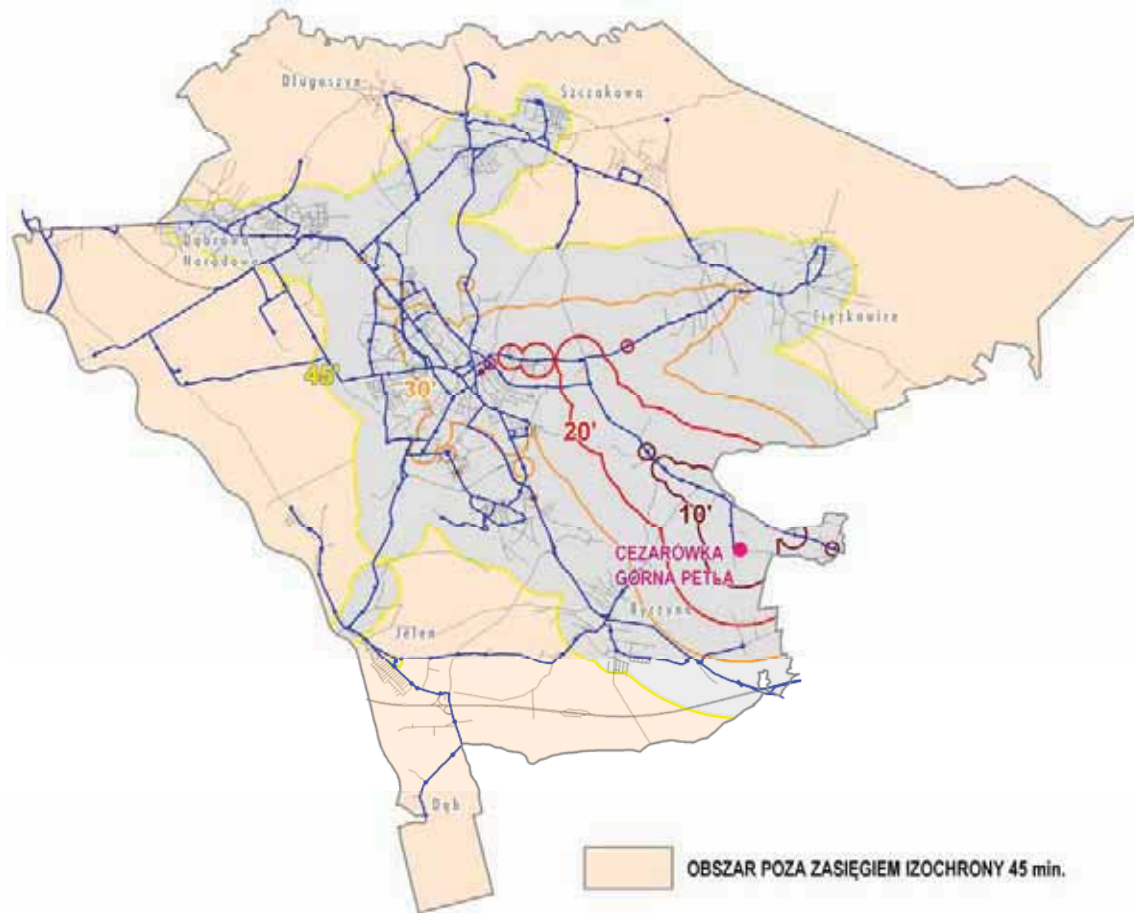 Długoszyn
Szczakowa
Dąbrowa
Narodowa
Ciężkowice
45'
30'
20'
10'
CEZARÓWKA
GÓRNA PĘTLA
Byczyna
Jeleń
Dąb
OBSZAR POZA ZASIĘGIEM IZOCHRONY 45 min.